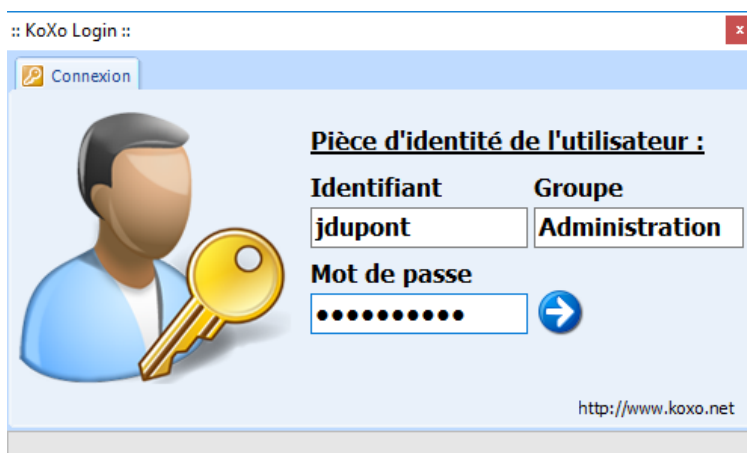 :: KoXo Login ::
x
Connexion
Pièce d'identité de l'utilisateur :
Identifiant Groupe
jdupont Administration
Mot de passe
●●●●●●●●●●
http://www.koxo.net